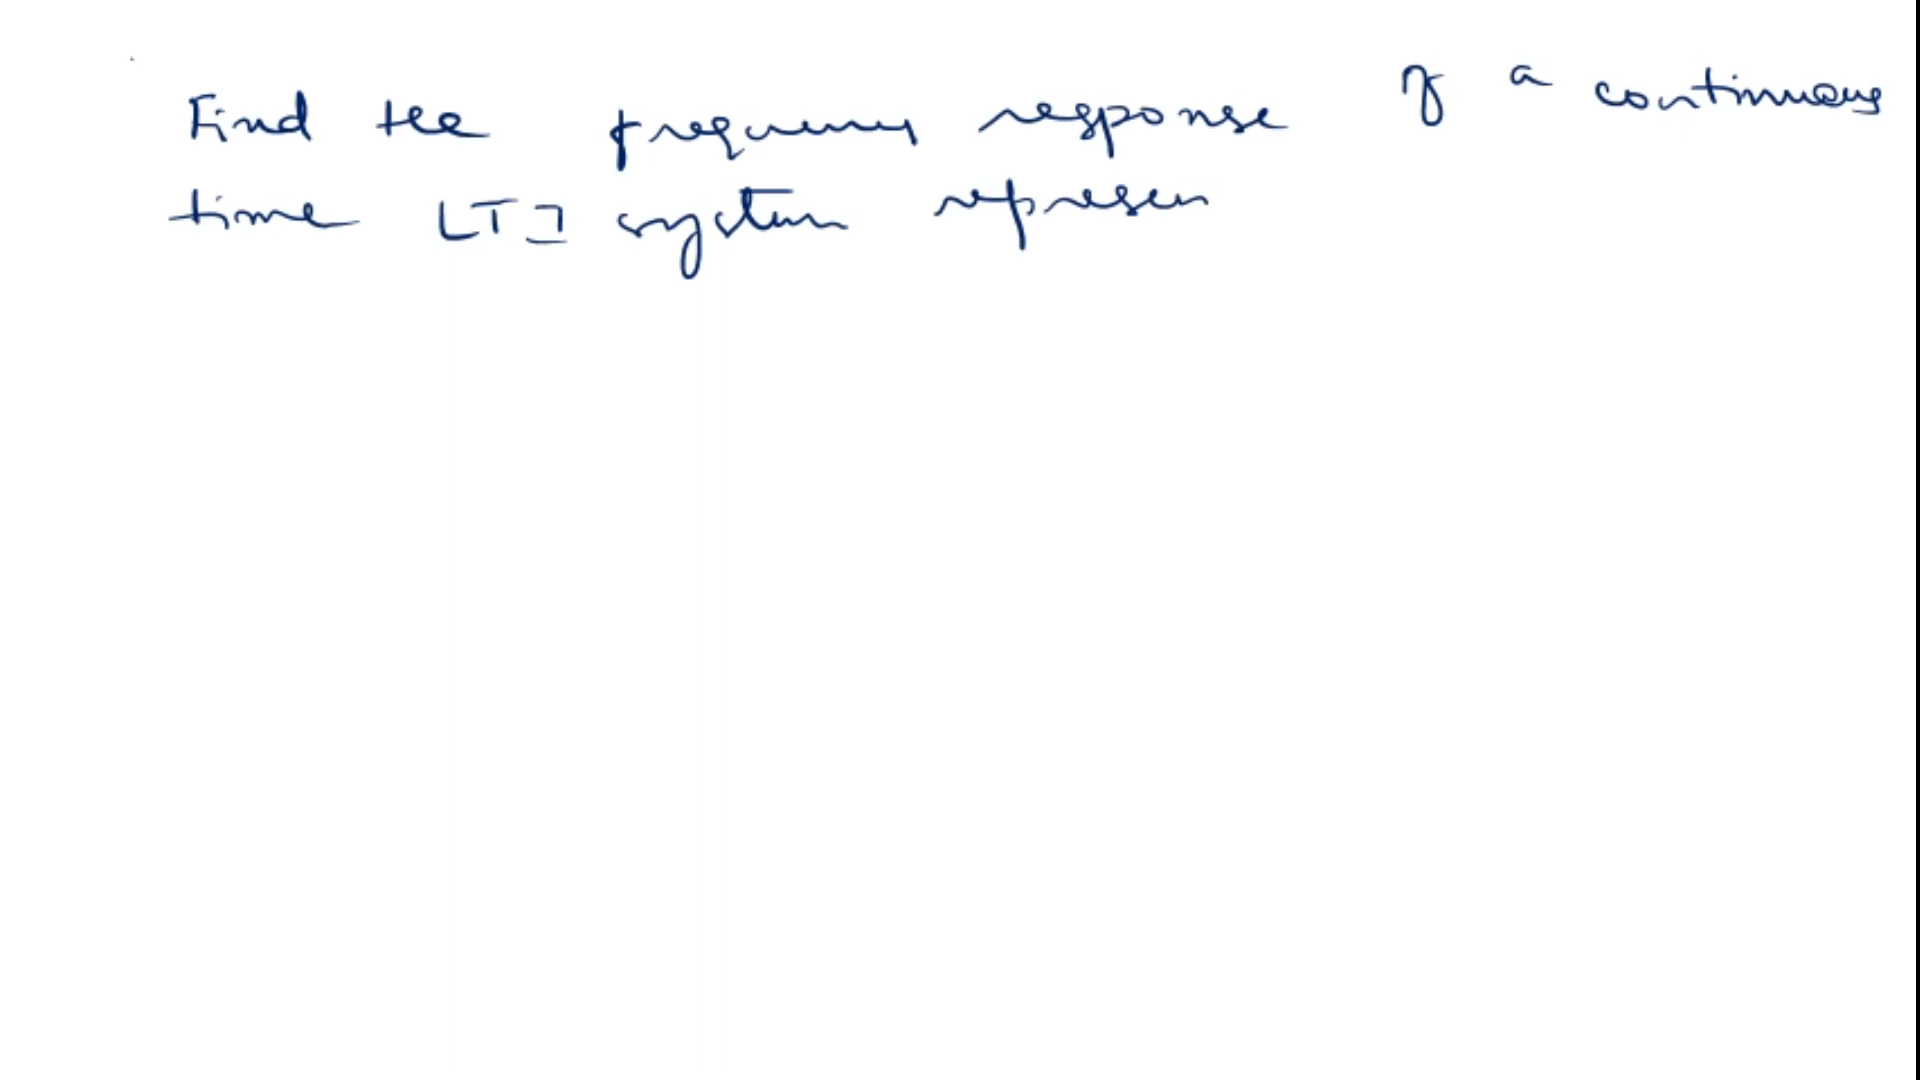 Find the frequency response of a continuous
time LTI system represen